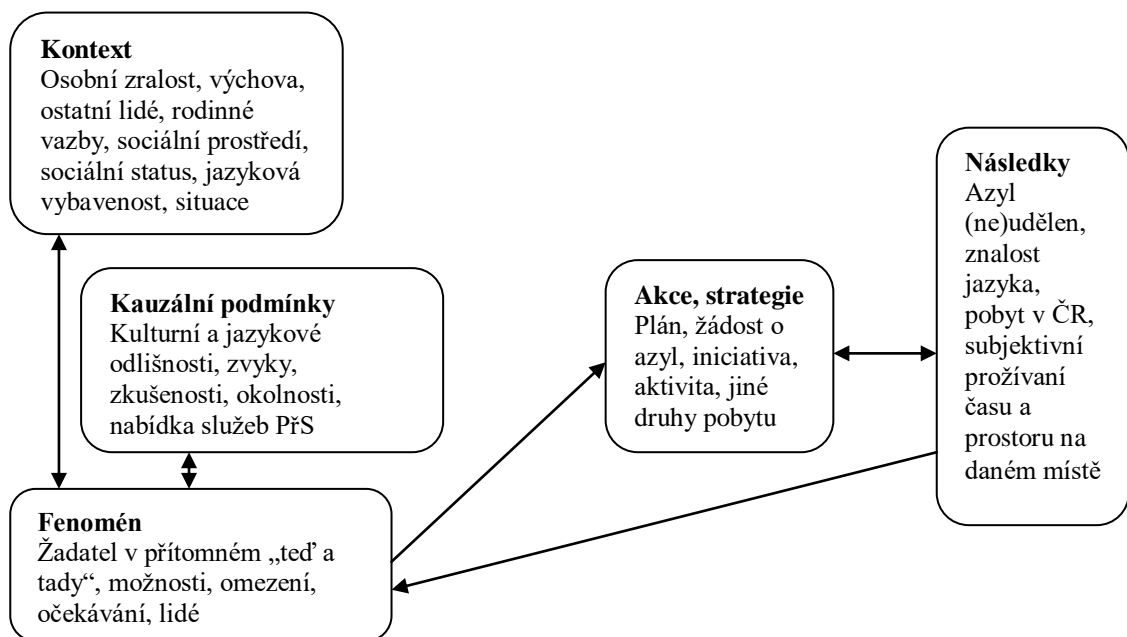 Kontext
Osobní zralost, výchova,
ostatní lidé, rodinné
vazby, sociální prostředí,
sociální status, jazyková
vybavenost, situace
Kauzální podmínky
Kulturní a jazykové
odlišnosti, zvyky,
zkušenosti, okolnosti,
nabídka služeb PřS
Fenomén
Žadatel v přítomném „teď a
tady“, možnosti, omezení,
očekávání, lidé
Akce, strategie
Plán, žádost o
azyl, iniciativa,
aktivita, jiné
druhy pobytu
Následky
Azyl
(ne)udělen,
znalost
jazyka,
pobyt v ČR,
subjektivní
prožívaní
času a
prostoru na
daném místě